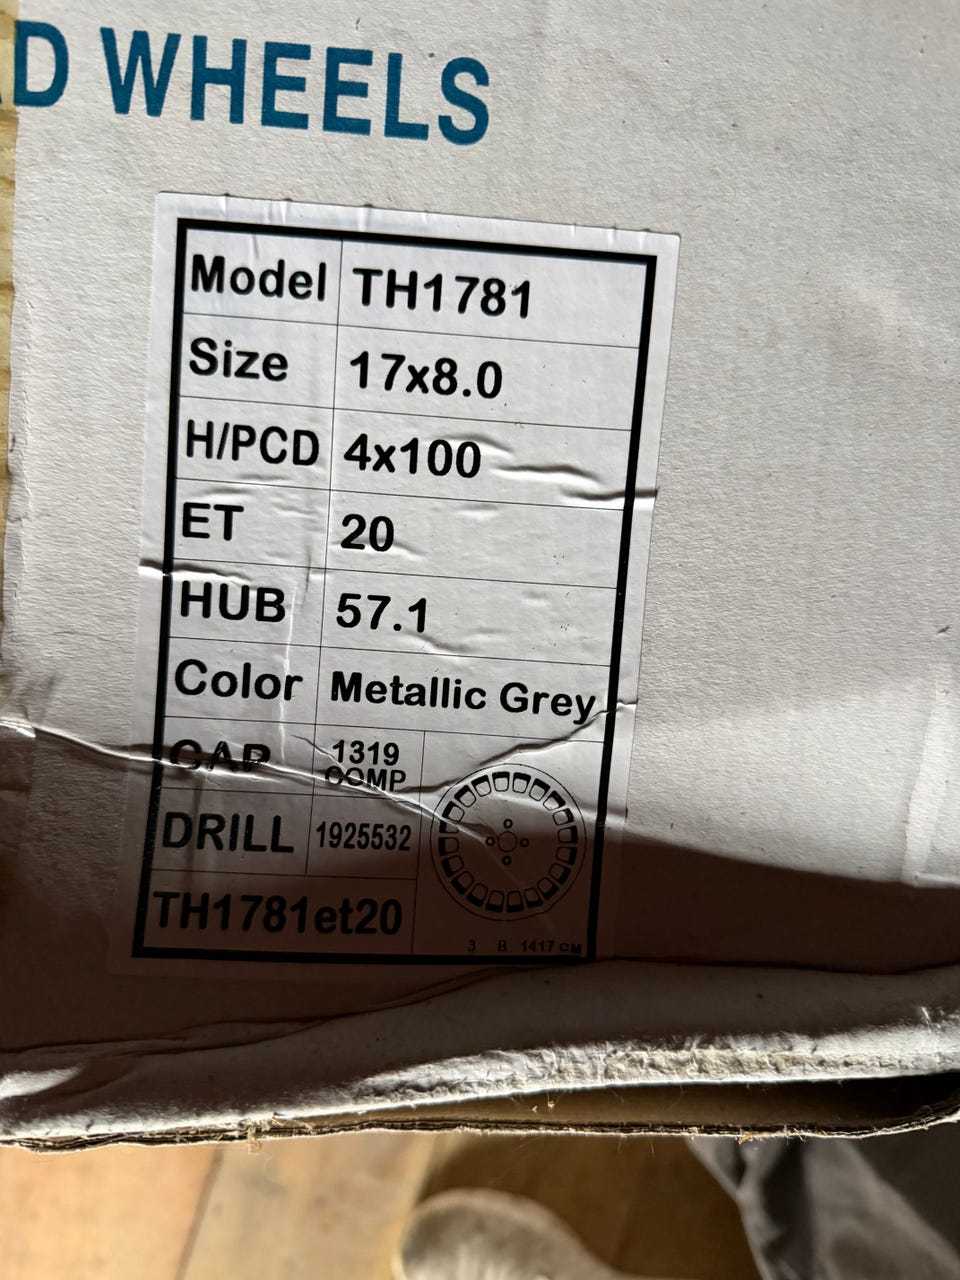 D WHEELS
Model TH1781
Size 17x8.0
H/PCD 4x100
ET 20
HUB 57.1
Color Metallic Grey
CAP 1319
COMP
DRILL 1925532
TH1781et20
3 B 1417 CM